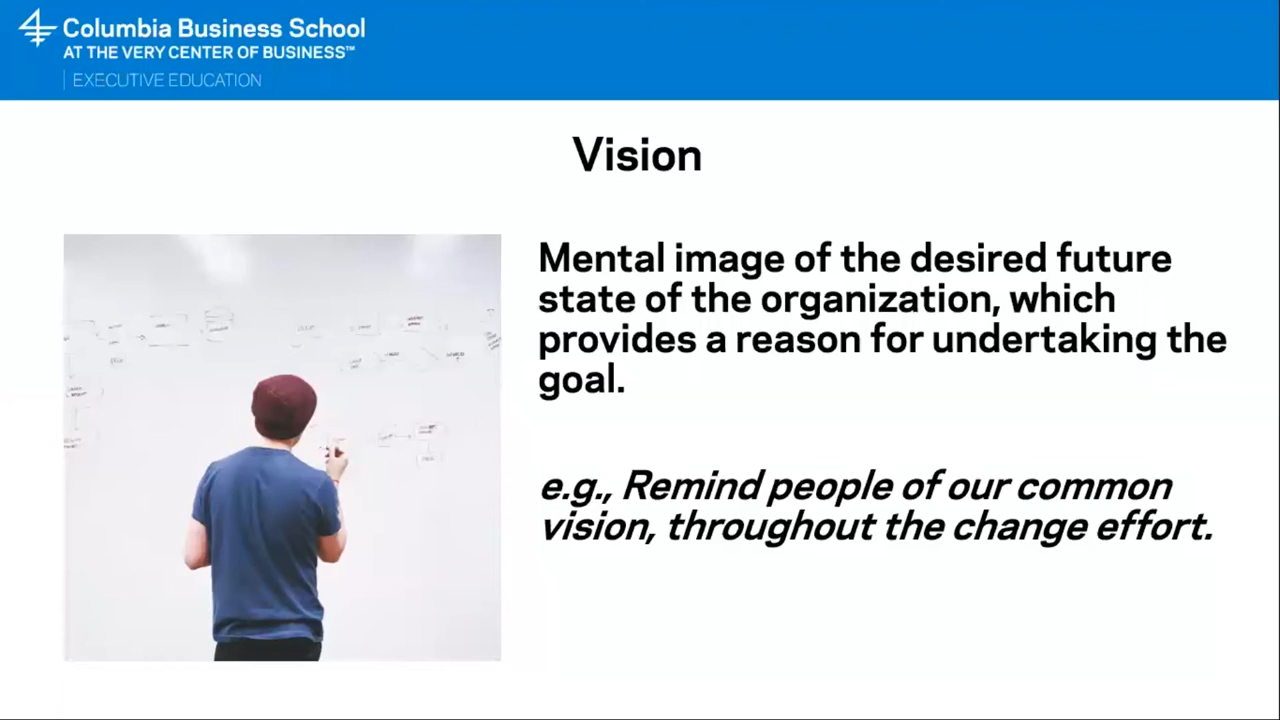 Columbia Business School
AT THE VERY CENTER OF BUSINESS™
EXECUTIVE EDUCATION
Vision
Mental image of the desired future
state of the organization, which
provides a reason for undertaking the
goal.
e.g., Remind people of our common
vision, throughout the change effort.